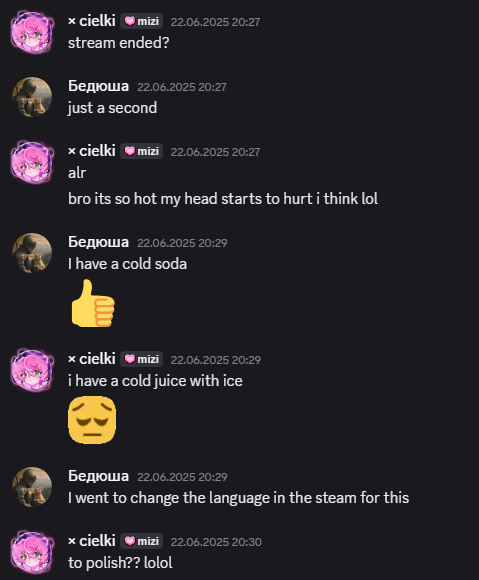 × cielki mizi 22.06.2025 20:27
stream ended?
Бедюша 22.06.2025 20:27
just a second
× cielki mizi 22.06.2025 20:27
alr
bro its so hot my head starts to hurt i think lol
Бедюша 22.06.2025 20:29
I have a cold soda
× cielki mizi 22.06.2025 20:29
i have a cold juice with ice
Бедюша 22.06.2025 20:29
I went to change the language in the steam for this
× cielki mizi 22.06.2025 20:30
to polish?? lolol